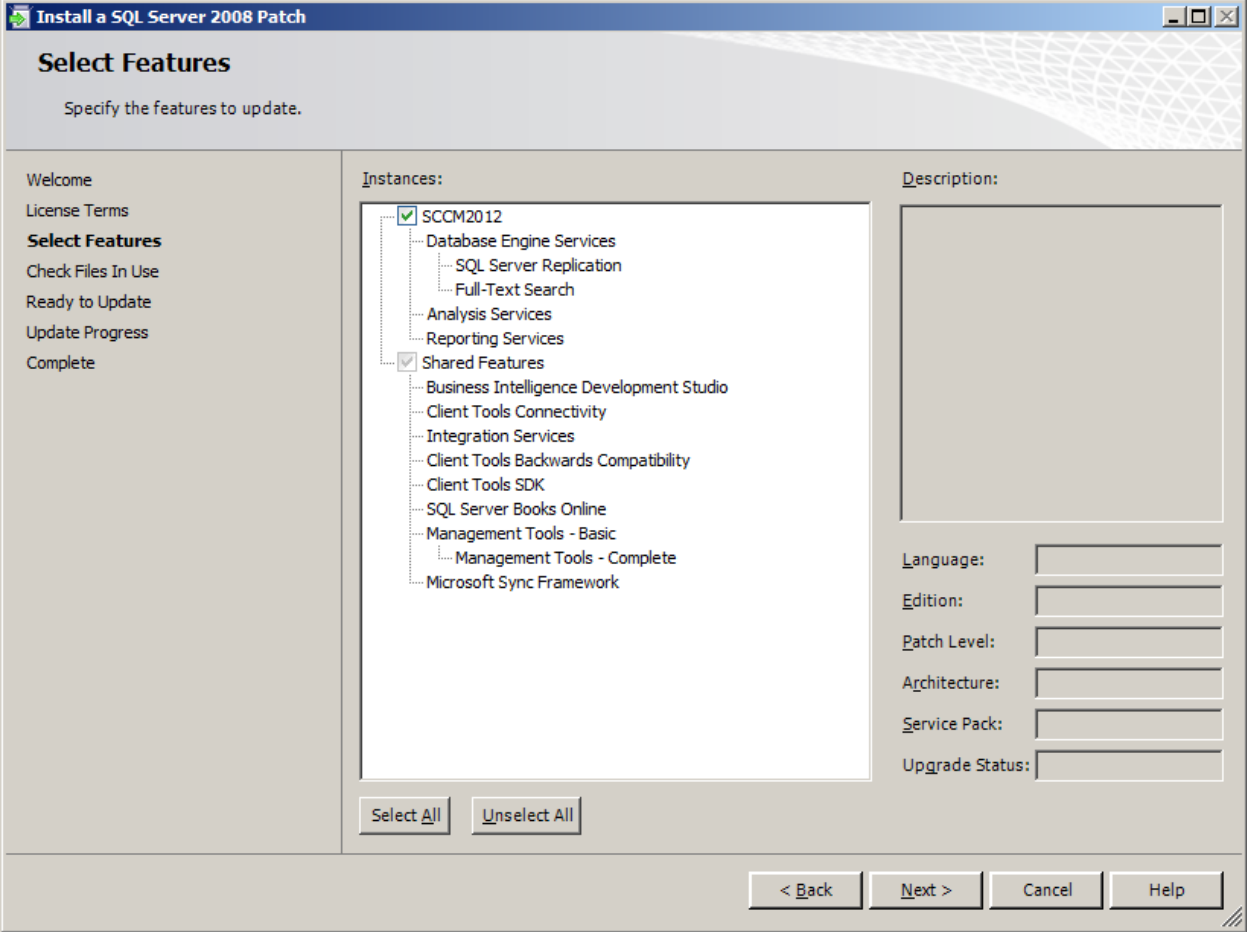 Install a SQL Server 2008 Patch
Select Features
Specify the features to update.
Welcome
License Terms
Select Features
Check Files In Use
Ready to Update
Update Progress
Complete
Instances:
SCCM2012
Database Engine Services
SQL Server Replication
Full-Text Search
Analysis Services
Reporting Services
Shared Features
Business Intelligence Development Studio
Client Tools Connectivity
Integration Services
Client Tools Backwards Compatibility
Client Tools SDK
SQL Server Books Online
Management Tools - Basic
Management Tools - Complete
Microsoft Sync Framework
Select All
Unselect All
Description:
Language:
Edition:
Patch Level:
Architecture:
Service Pack:
Upgrade Status:
< Back
Next >
Cancel
Help